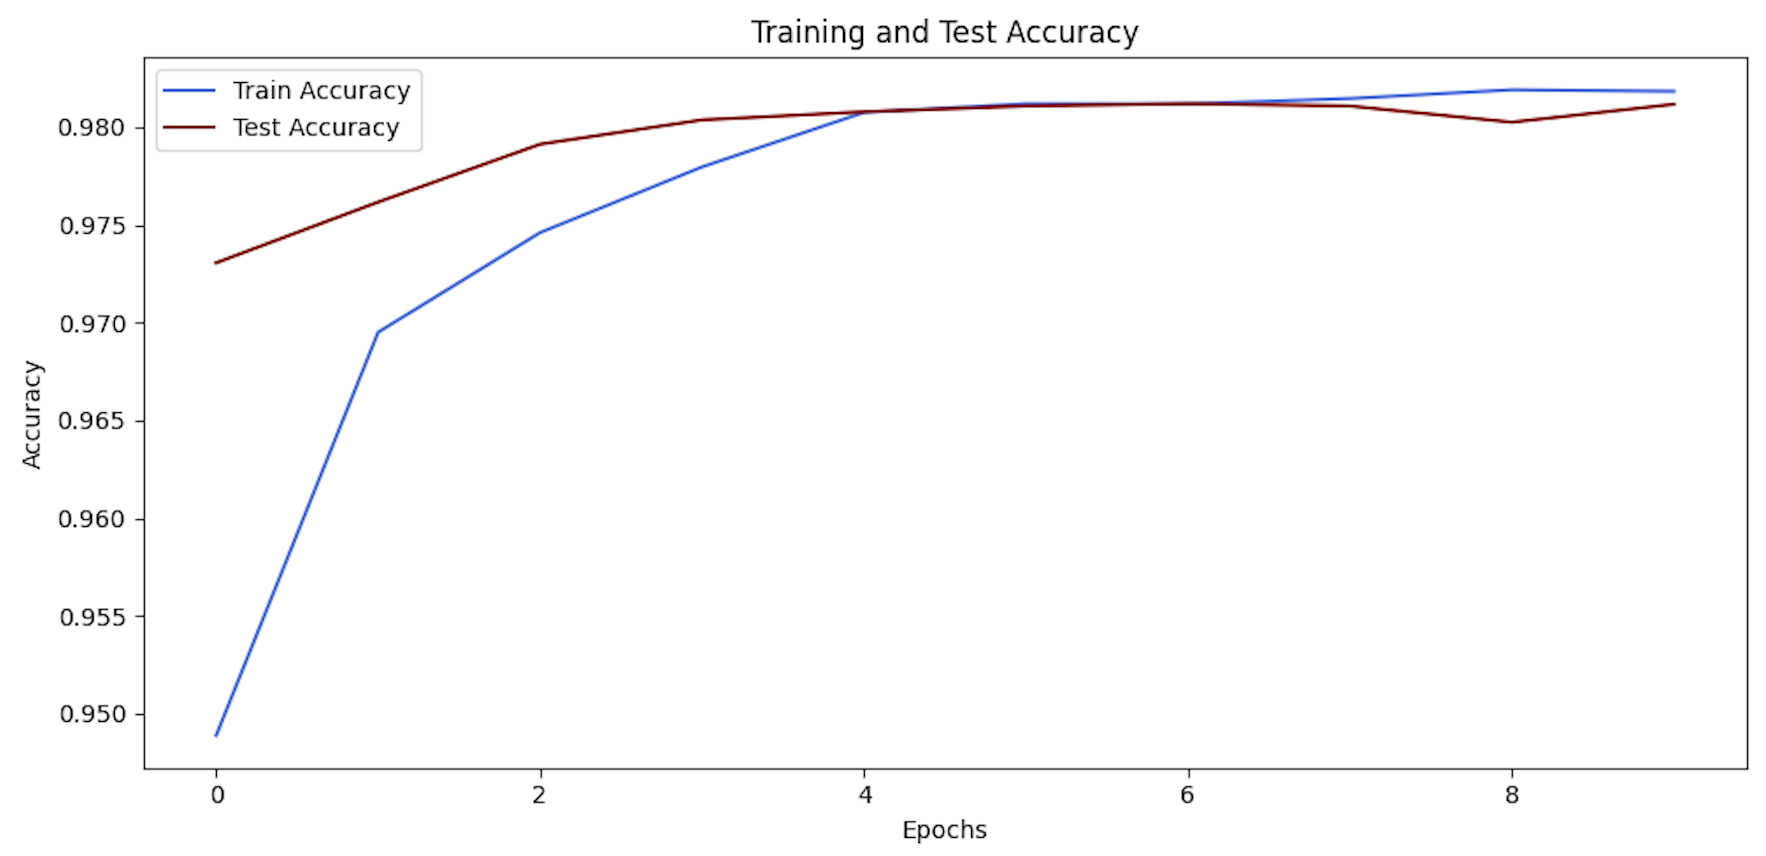 Training and Test Accuracy
Train Accuracy
Test Accuracy
0.980
0.975
0.970
0.965
0.960
0.955
0.950
Accuracy
0 2 4 6 8
Epochs